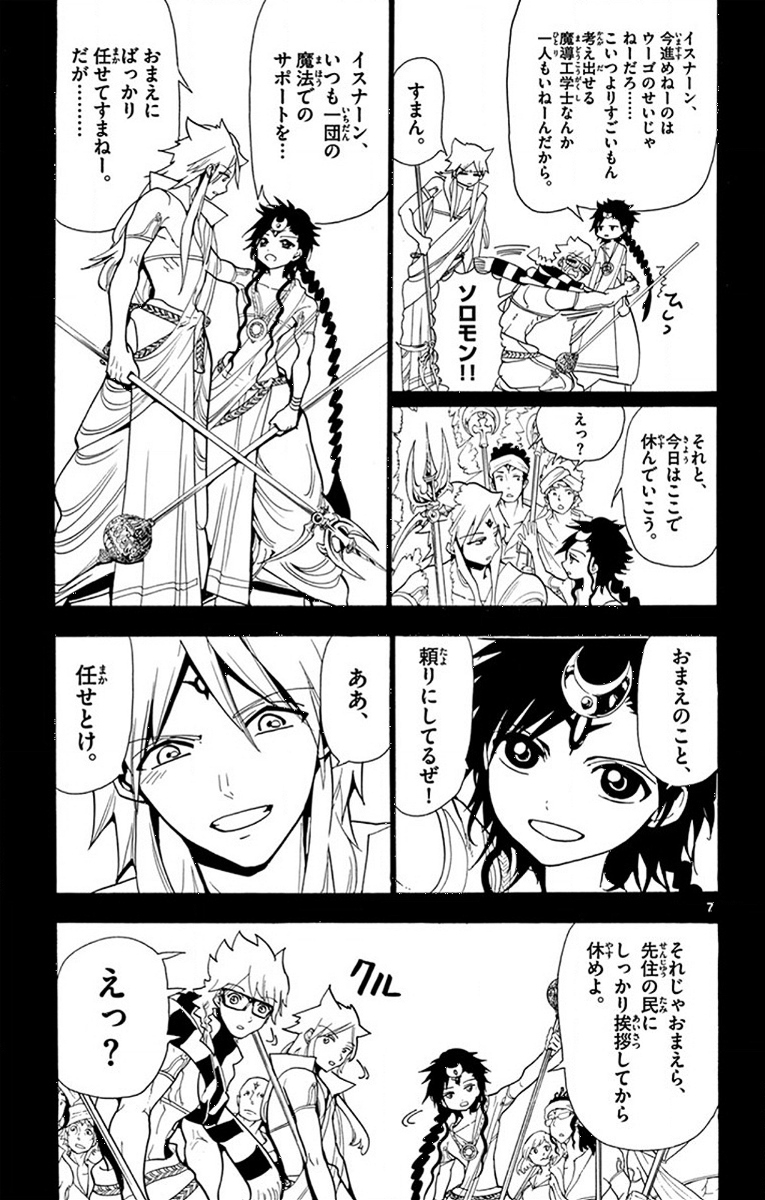 イスナーン、
今進めねーのは
ウーゴのせいじゃ
ねーだろ……
こいつよりすごいもん
考え出せる
魔導工学士なんか
一人もいねーんだから。
すまん。
ソロモン!!
ひしっ
それと、
今日はここで
休んでいこう。
えっ?
イスナーン、
いつも一団の
魔法での
サポートを…
おまえに
ばっかり
任せてすまねー。
だが………
おまえのこと、
頼りにしてるぜ!
ああ、
任せとけ。
7
それじゃおまえら、
先住の民に
しっかり挨拶してから
休めよ。
クル
えっ?